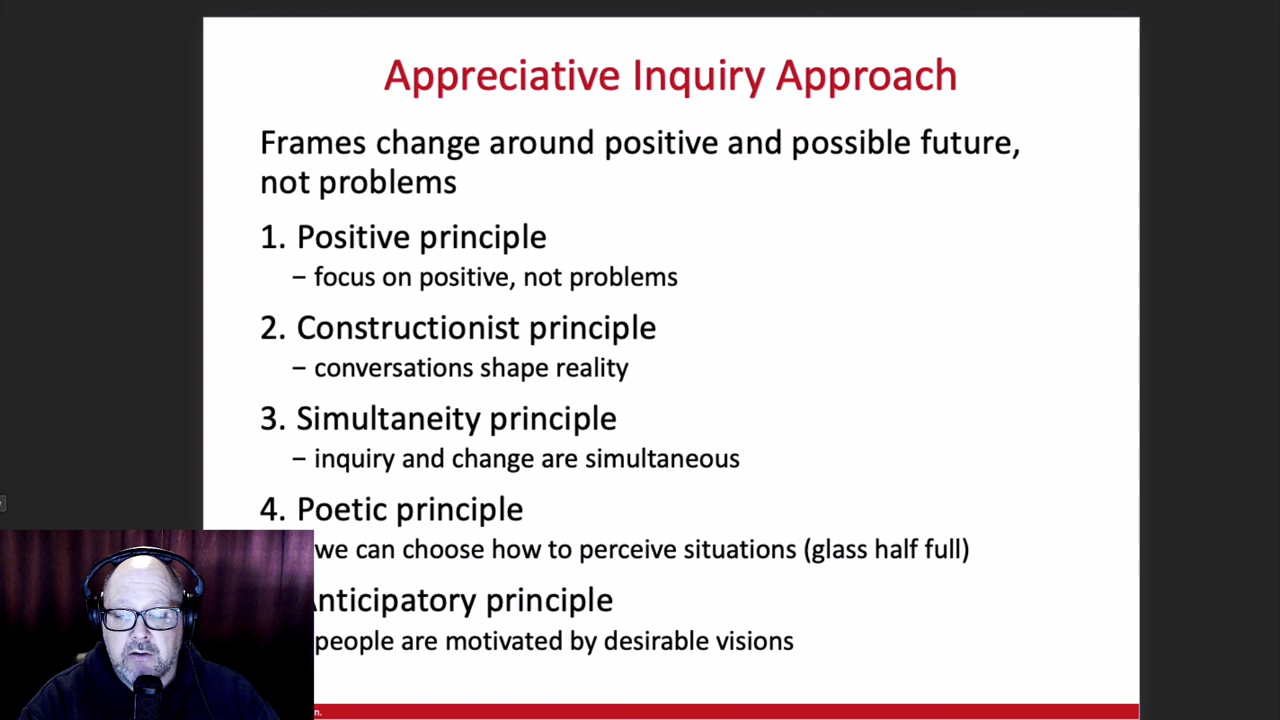 Appreciative Inquiry Approach
Frames change around positive and possible future,
not problems
1. Positive principle
– focus on positive, not problems
2. Constructionist principle
– conversations shape reality
3. Simultaneity principle
– inquiry and change are simultaneous
4. Poetic principle
we can choose how to perceive situations (glass half full)
Anticipatory principle
people are motivated by desirable visions